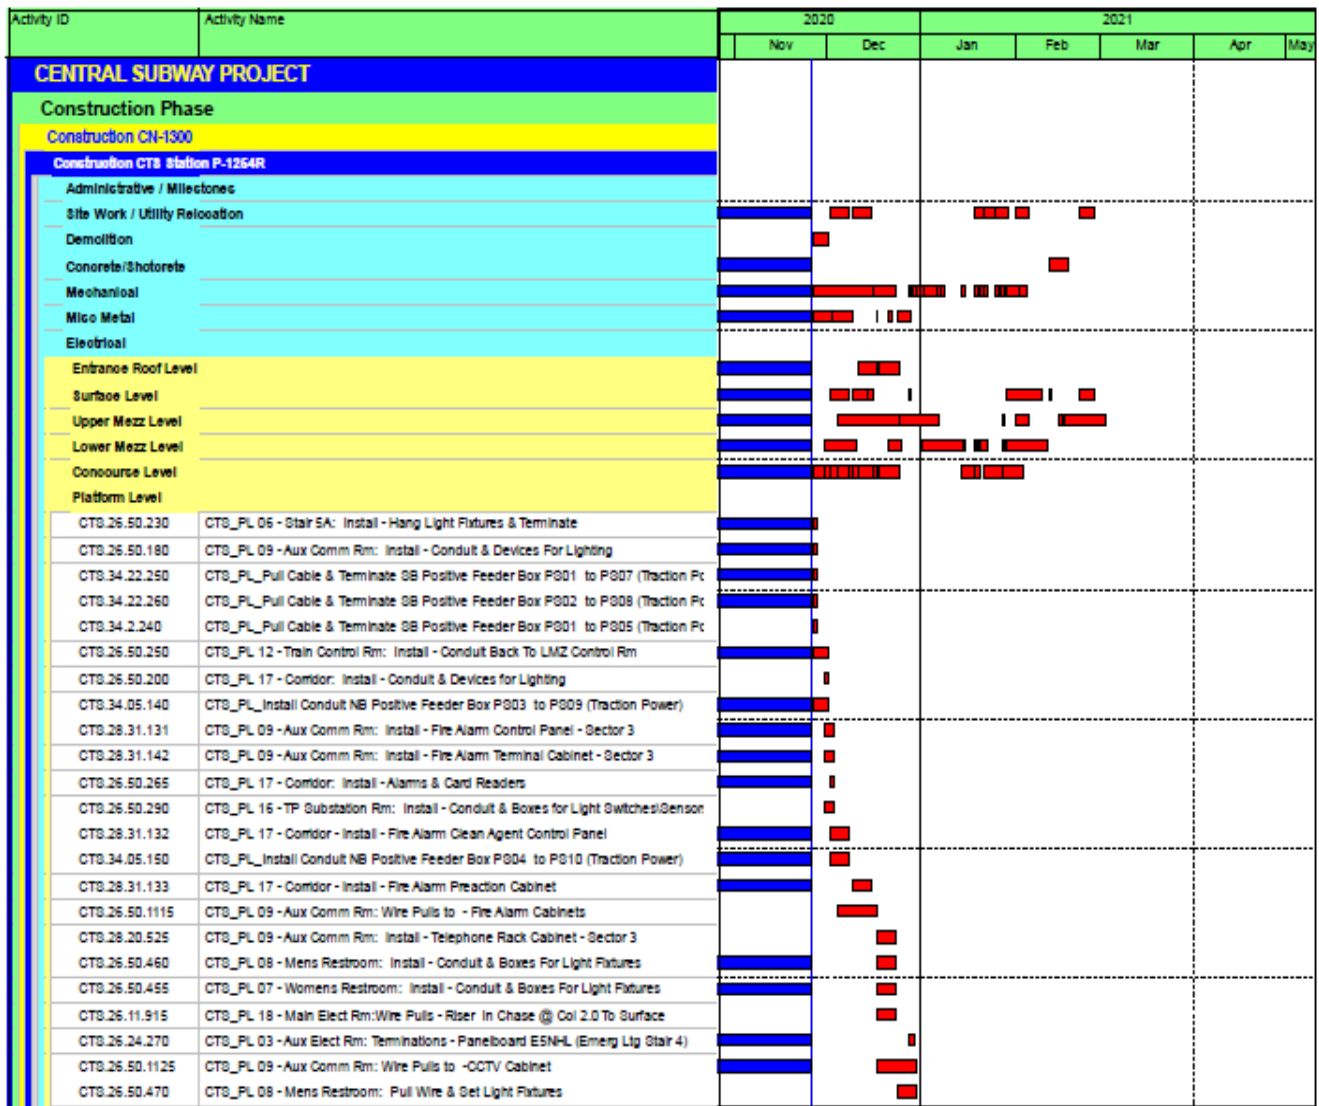 Activity ID Activity Name 2020 2021
Nov Dec Jan Feb Mar Apr May
CENTRAL SUBWAY PROJECT
Construction Phase
Construction CN-1300
Construction CTS Station P-1254R
Administrative / Milestones
Site Work / Utility Relocation
Demolition
Concrete/Shotcrete
Mechanical
Misc Metal
Electrical
Entrance Roof Level
Surface Level
Upper Mezz Level
Lower Mezz Level
Concourse Level
Platform Level
CTS.26.50.230 CTS_PL 06 - Stair 5A: Install - Hang Light Fixtures & Terminate
CTS.26.50.180 CTS_PL 09 - Aux Comm Rm: Install - Conduit & Devices For Lighting
CTS.34.22.250 CTS_PL_Pull Cable & Terminate SB Positive Feeder Box PS01 to PS07 (Traction Pc
CTS.34.22.260 CTS_PL_Pull Cable & Terminate SB Positive Feeder Box PS02 to PS08 (Traction Pc
CTS.34.2.240 CTS_PL_Pull Cable & Terminate SB Positive Feeder Box PS01 to PS05 (Traction Pc
CTS.26.50.250 CTS_PL 12 - Train Control Rm: Install - Conduit Back To LMZ Control Rm
CTS.26.50.200 CTS_PL 17 - Corridor: Install - Conduit & Devices for Lighting
CTS.34.05.140 CTS_PL_Install Conduit NB Positive Feeder Box PS03 to PS09 (Traction Power)
CTS.28.31.131 CTS_PL 09 - Aux Comm Rm: Install - Fire Alarm Control Panel - Sector 3
CTS.28.31.142 CTS_PL 09 - Aux Comm Rm: Install - Fire Alarm Terminal Cabinet - Sector 3
CTS.26.50.265 CTS_PL 17 - Corridor: Install -Alarms & Card Readers
CTS.26.50.290 CTS_PL 16 - TP Substation Rm: Install - Conduit & Boxes for Light Switches\Sensor
CTS.28.31.132 CTS_PL 17 - Corridor - Install - Fire Alarm Clean Agent Control Panel
CTS.34.05.150 CTS_PL_Install Conduit NB Positive Feeder Box PS04 to PS10 (Traction Power)
CTS.28.31.133 CTS_PL 17 - Corridor - Install - Fire Alarm Preaction Cabinet
CTS.26.50.1115 CTS_PL 09 - Aux Comm Rm: Wire Pulls to - Fire Alarm Cabinets
CTS.28.20.525 CTS_PL 09 - Aux Comm Rm: Install - Telephone Rack Cabinet - Sector 3
CTS.26.50.460 CTS_PL 08 - Mens Restroom: Install - Conduit & Boxes For Light Fixtures
CTS.26.50.455 CTS_PL 07 - Womens Restroom: Install - Conduit & Boxes For Light Fixtures
CTS.26.11.915 CTS_PL 18 - Main Elect Rm:Wire Pulls - Riser In Chase @ Col 2.0 To Surface
CTS.26.24.270 CTS_PL 03 - Aux Elect Rm: Terminations - Panelboard E5NHL (Emerg Ltg Stair 4)
CTS.26.50.1125 CTS_PL 09 - Aux Comm Rm: Wire Pulls to -CCTV Cabinet
CTS.26.50.470 CTS_PL 08 - Mens Restroom: Pull Wire & Set Light Fixtures